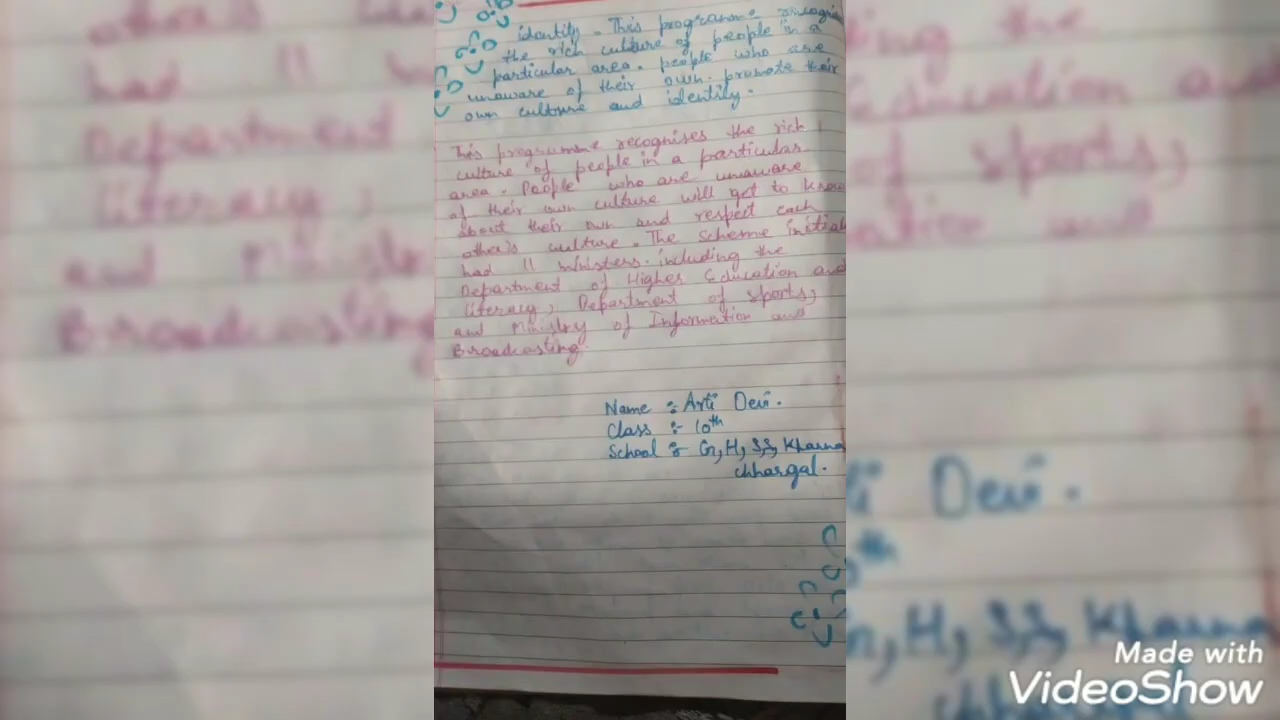 identity. This programme recognis
the rich culture of people in a
particular area. people who are
unaware of their own. promote their
own culture and identity.
This programme recognises the rich
culture of people in a particular
area. People who are unaware
of their own culture will get to know
about their own and respect each
other's culture. The scheme initial
had 11 ministers. including the
Department of Higher Education and
literacy, Department of sports,
and Ministry of Information and
Broadcasting
Name :- Arti Devi.
Class :- 10th
School :- G, H, S, S, Kharna
Chhargal.
Made with
VideoShow